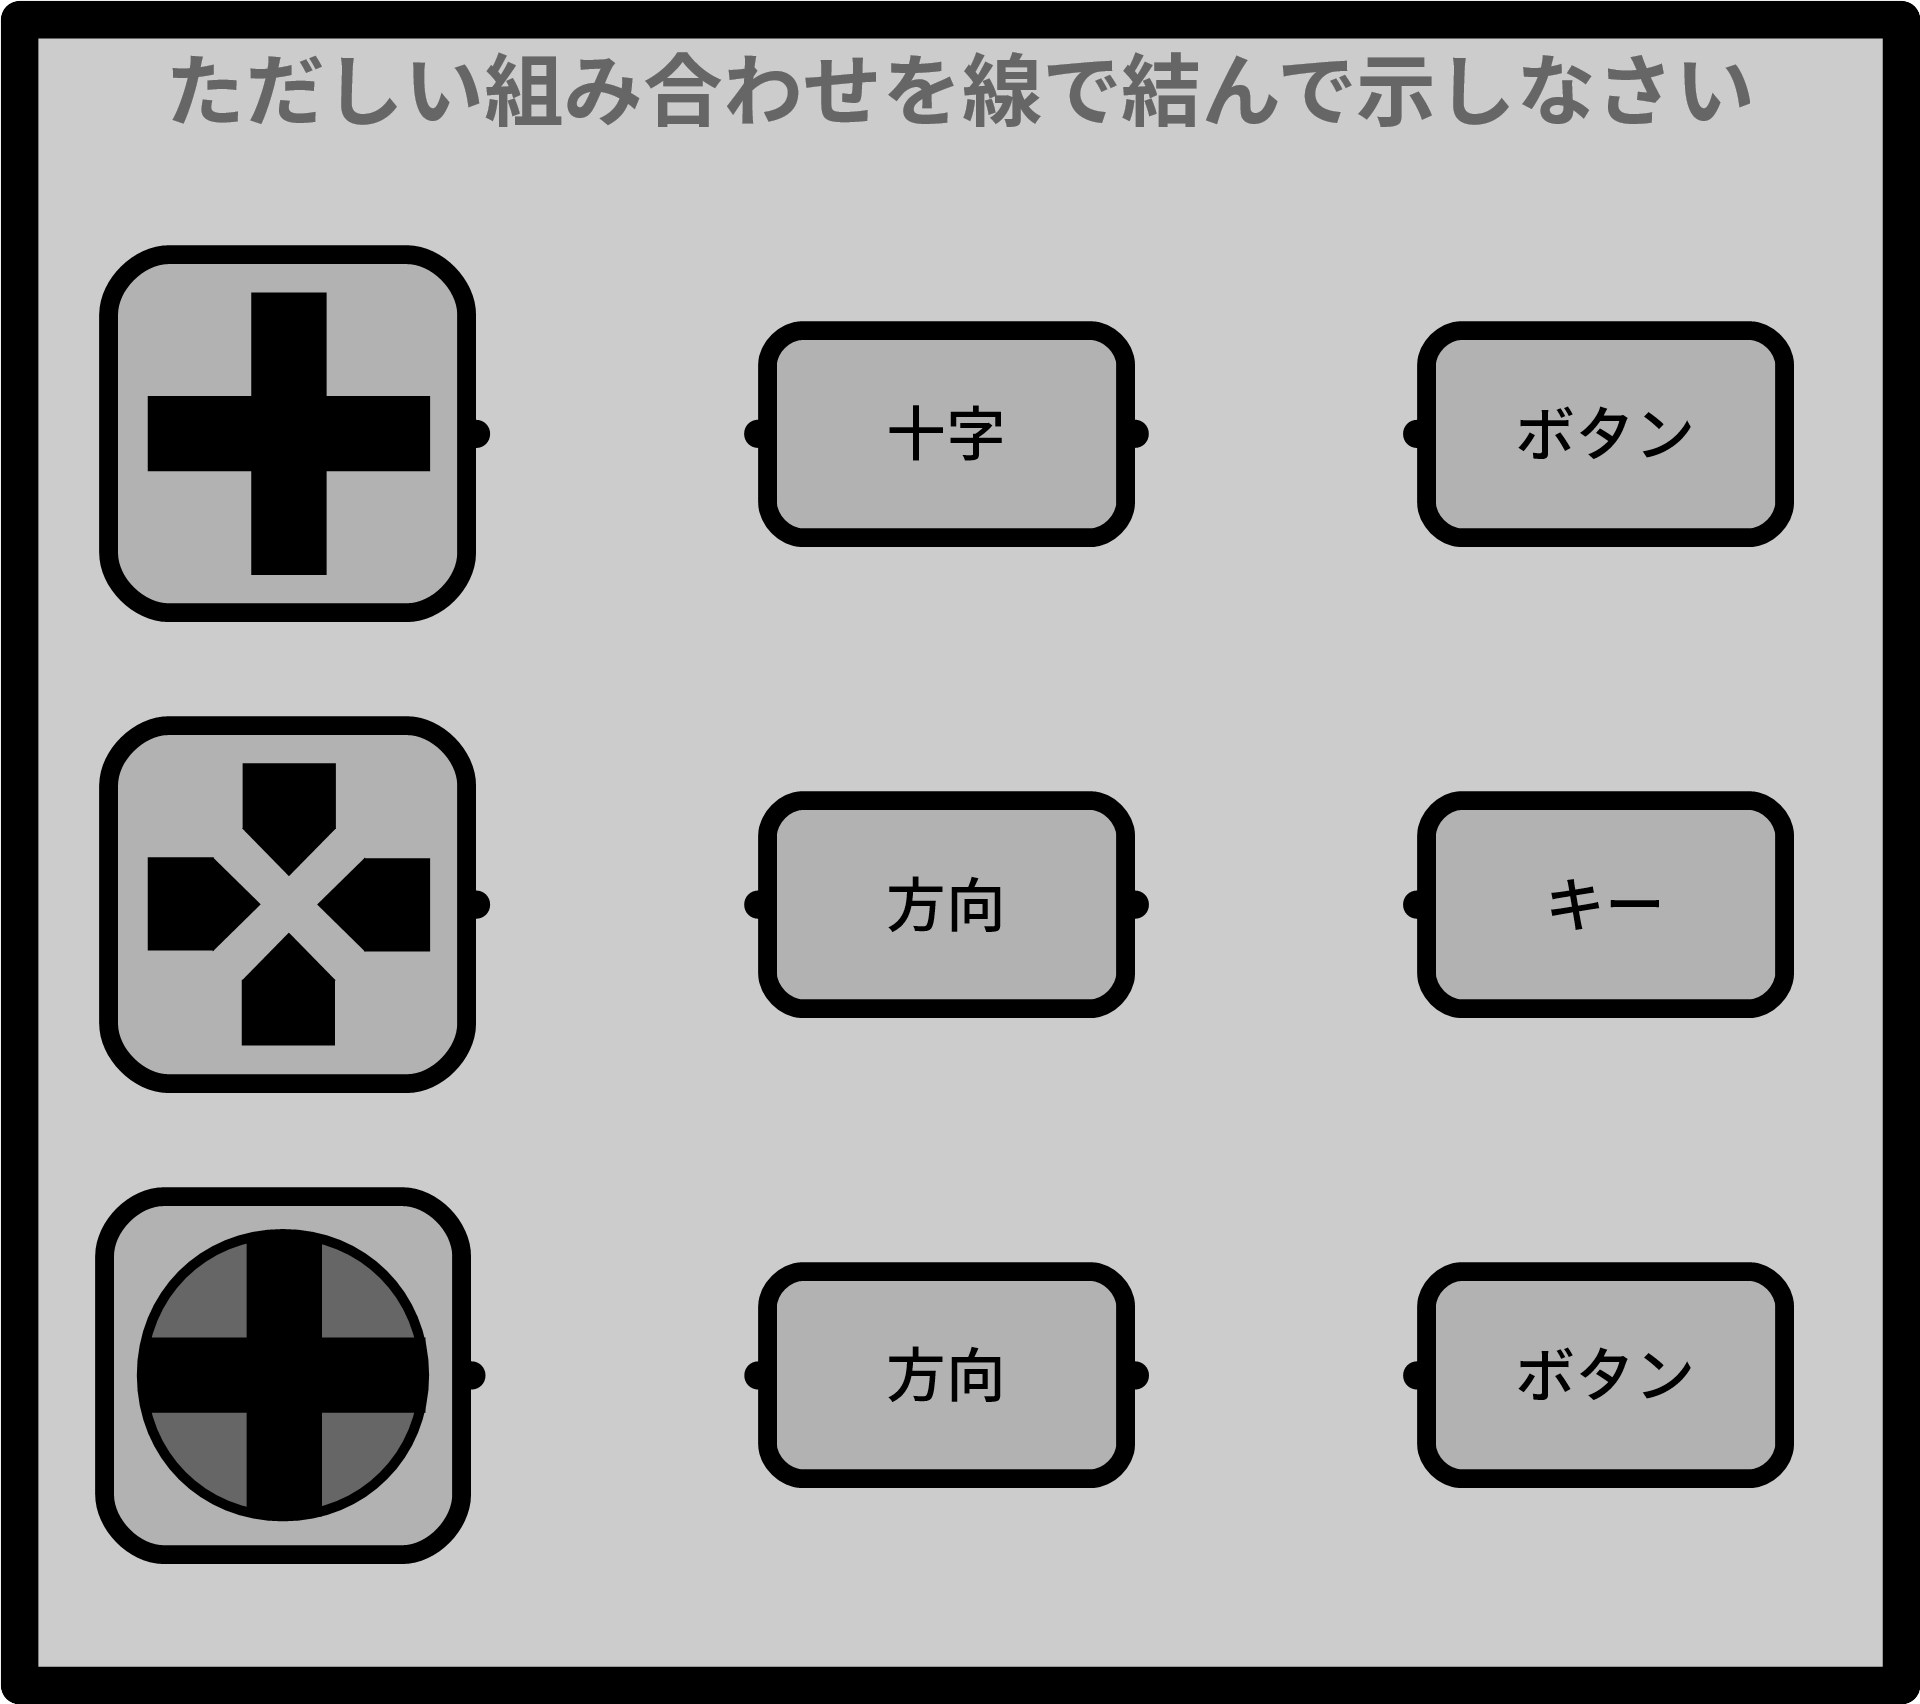 ただしい組み合わせを線で結んで示しなさい
十字
ボタン
方向
キー
方向
ボタン